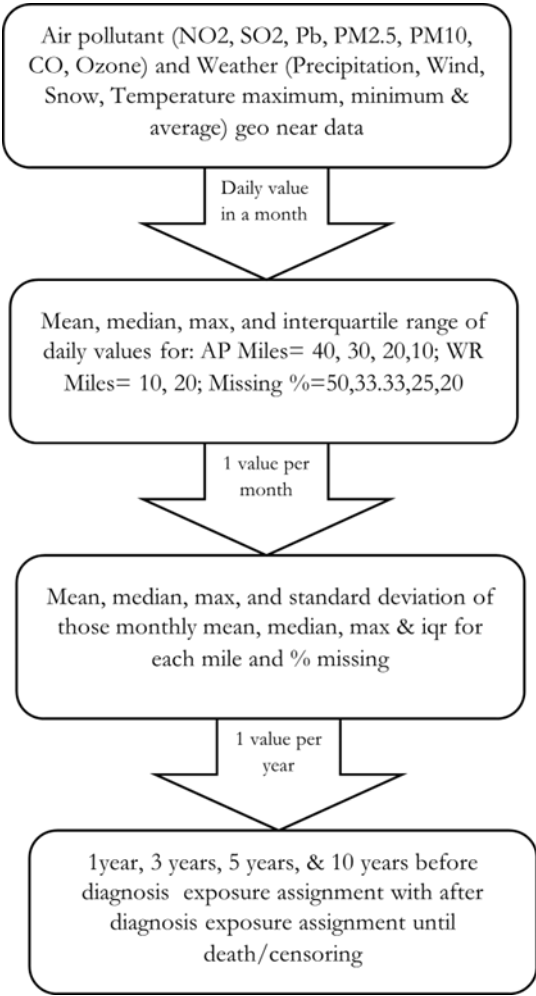 Air pollutant (NO2, SO2, Pb, PM2.5, PM10,
CO, Ozone) and Weather (Precipitation, Wind,
Snow, Temperature maximum, minimum &
average) geo near data
Daily value
in a month
Mean, median, max, and interquartile range of
daily values for: AP Miles= 40, 30, 20,10; WR
Miles= 10, 20; Missing %=50,33.33,25,20
1 value per
month
Mean, median, max, and standard deviation of
those monthly mean, median, max & iqr for
each mile and % missing
1 value per
year
1year, 3 years, 5 years, & 10 years before
diagnosis exposure assignment with after
diagnosis exposure assignment until
death/censoring